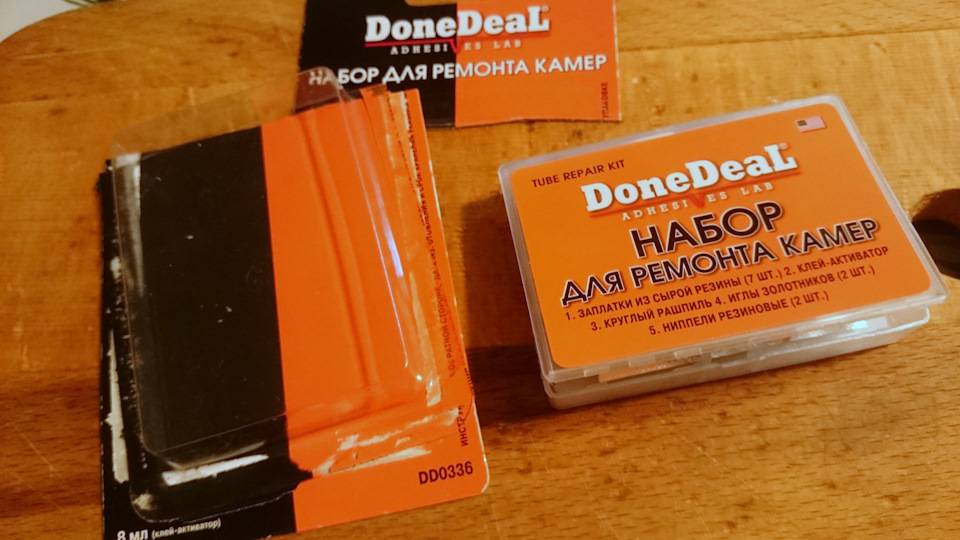 DoneDeaL
ADHESIVES LAB
НАБОР ДЛЯ РЕМОНТА КАМЕР
УПАКОВКЕ
TUBE REPAIR KIT
DoneDeaL
ADHESIVES LAB
НАБОР
ДЛЯ РЕМОНТА КАМЕР
1. ЗАПЛАТКИ ИЗ СЫРОЙ РЕЗИНЫ (7 ШТ.) 2. КЛЕЙ-АКТИВАТОР
3. КРУГЛЫЙ РАШПИЛЬ 4. ИГЛЫ ЗОЛОТНИКОВ (2 ШТ.)
5. НИППЕЛИ РЕЗИНОВЫЕ (2 ШТ.)
DD0336
8 мл (клей-активатор)